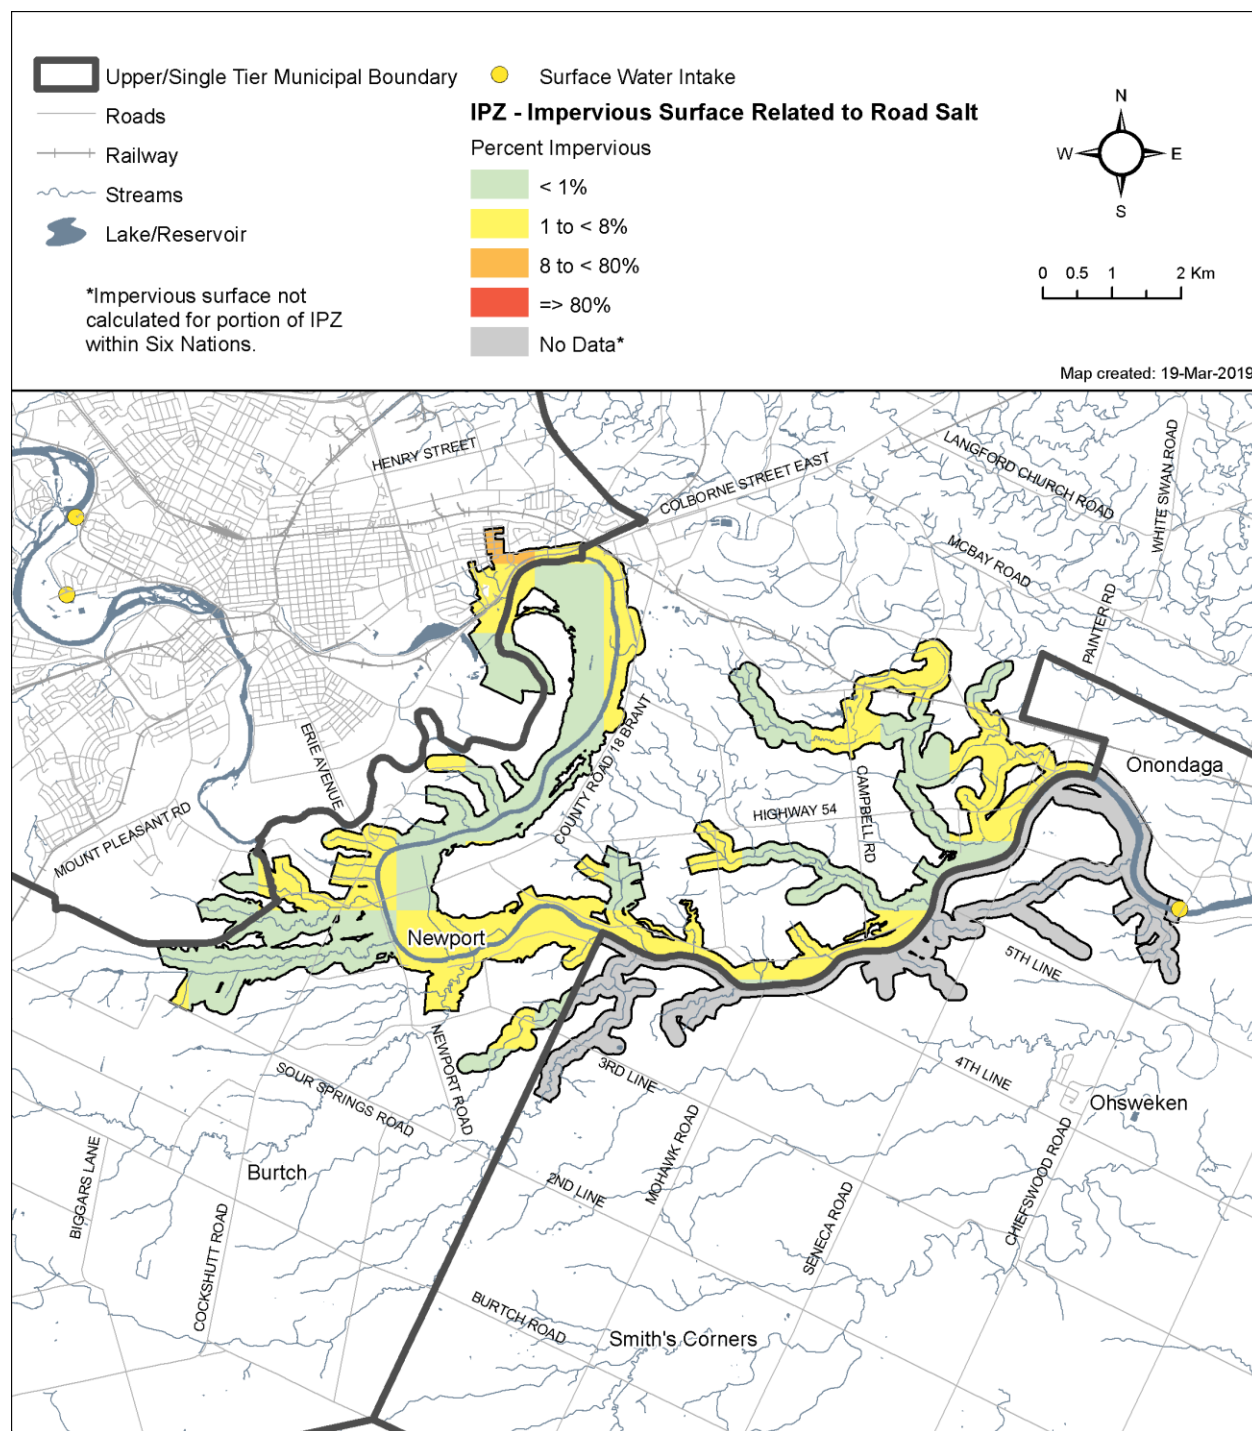 Upper/Single Tier Municipal Boundary
Roads
Railway
Streams
Lake/Reservoir
*Impervious surface not
calculated for portion of IPZ
within Six Nations.
Surface Water Intake
IPZ - Impervious Surface Related to Road Salt
Percent Impervious
< 1%
1 to < 8%
8 to < 80%
=> 80%
No Data*
N
W
E
S
0 0.5 1 2 Km
Map created: 19-Mar-2019
HENRY STREET
COLBORNE STREET EAST
LANGFORD CHURCH ROAD
WHITE SWAN ROAD
MCBAY ROAD
PAINTER RD
ERIE AVENUE
COUNTY ROAD 18 BRANT
Onondaga
MOUNT PLEASANT RD
HIGHWAY 54
CAMPBELL RD
Newport
5TH LINE
NEWPORT ROAD
SOUR SPRINGS ROAD
3RD LINE
4TH LINE
Ohsweken
MOHAWK ROAD
Burtch
2ND LINE
BIGGARS LANE
COCKSHUTT ROAD
SENECA ROAD
CHIEFSWOOD ROAD
BURTCH ROAD
Smith's Corners